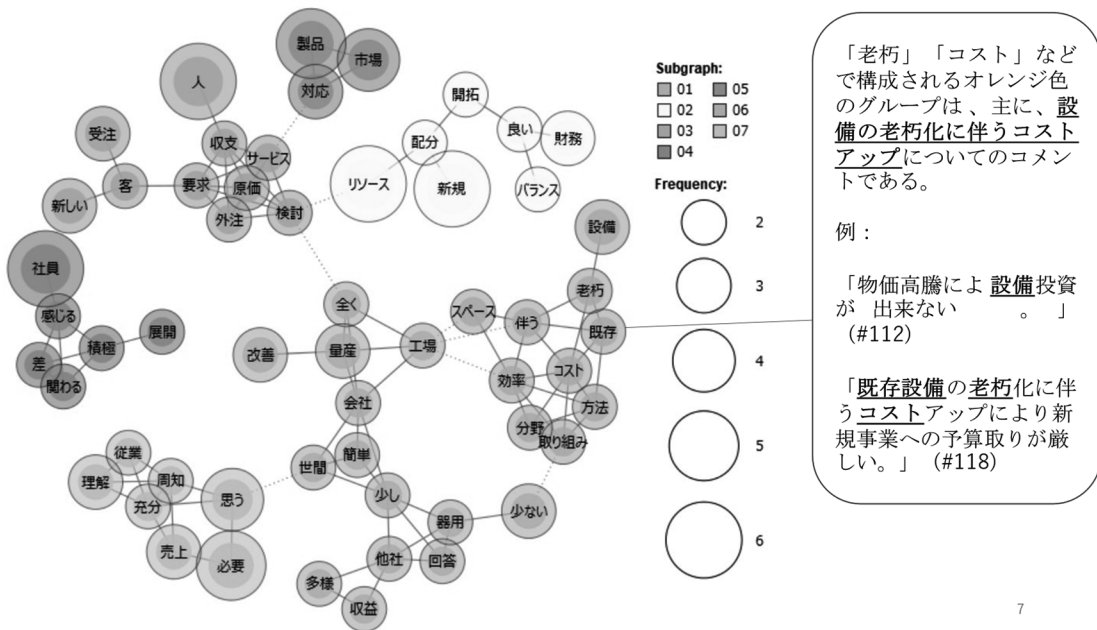 製品
市場
対応
人
開拓
配分
良い
財務
リソース
新規
バランス
受注
収支
サービス
客
要求
原価
新しい
外注
検討
社員
感じる
積極
展開
差
関わる
全く
改善
量産
工場
会社
世間
簡単
少し
器用
少ない
他社
回答
多様
収益
設備
老朽
スペース
伴う
既存
効率
コスト
方法
分野
取り組み
従業
理解
周知
充分
思う
売上
必要
Subgraph:
01 05
02 06
03 07
04
Frequency:
2
3
4
5
6
「老朽」「コスト」など
で構成されるオレンジ色
のグループは、主に、設
備の老朽化に伴うコスト
アップについてのコメン
トである。
例：
「物価高騰によ 設備投資
が 出来ない 。 」
(#112)
「既存設備の老朽化に伴
うコストアップにより新
規事業への予算取りが厳
しい。」 (#118)
7